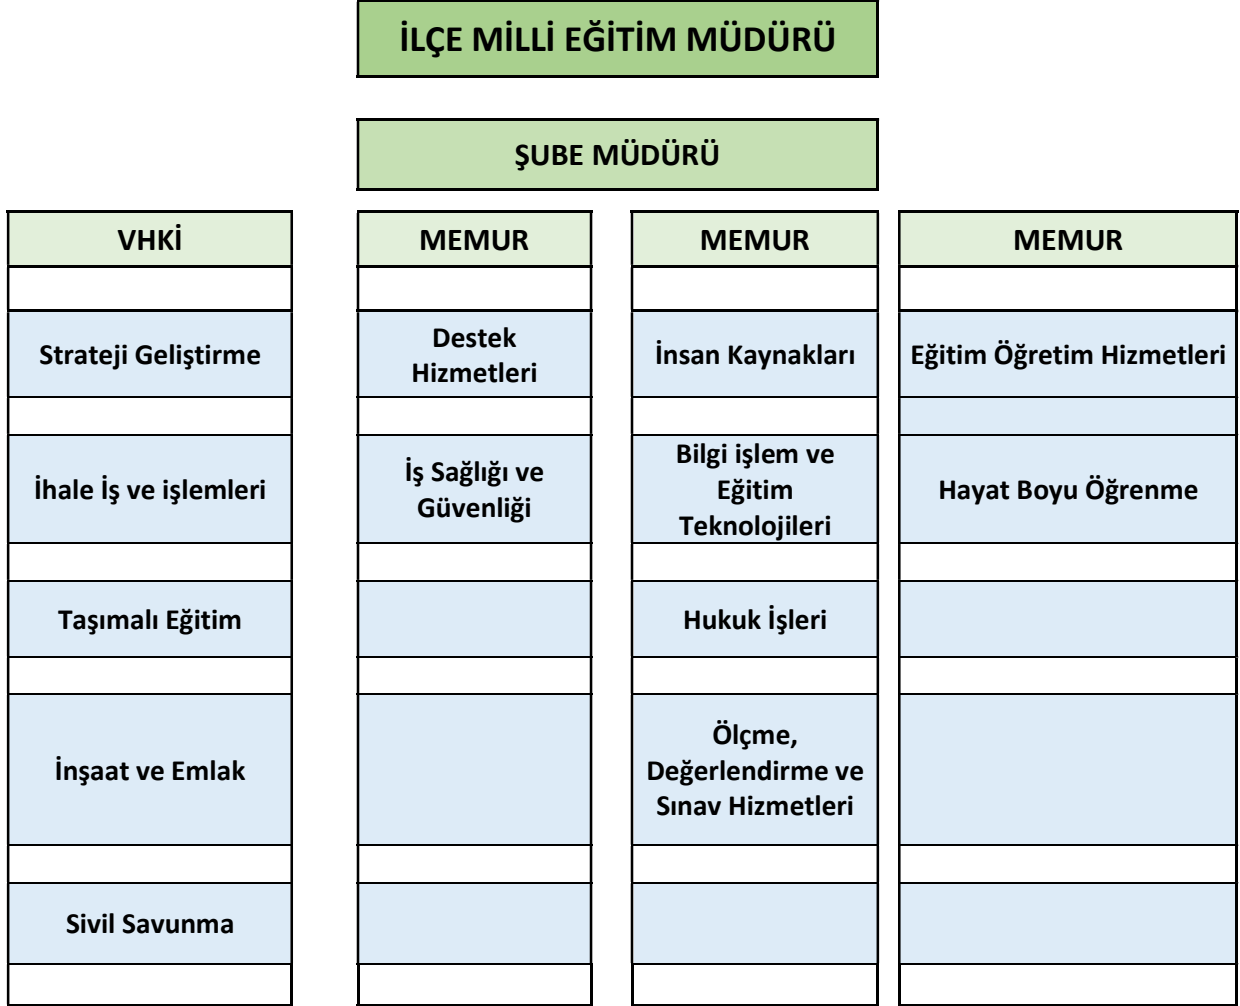 İLÇE MİLLİ EĞİTİM MÜDÜRÜ
ŞUBE MÜDÜRÜ
VHKİ
MEMUR
MEMUR
MEMUR
Strateji Geliştirme
Destek
Hizmetleri
İnsan Kaynakları
Eğitim Öğretim Hizmetleri
İhale İş ve işlemleri
İş Sağlığı ve
Güvenliği
Bilgi işlem ve
Eğitim
Teknolojileri
Hayat Boyu Öğrenme
Taşımalı Eğitim
Hukuk İşleri
İnşaat ve Emlak
Ölçme,
Değerlendirme ve
Sınav Hizmetleri
Sivil Savunma